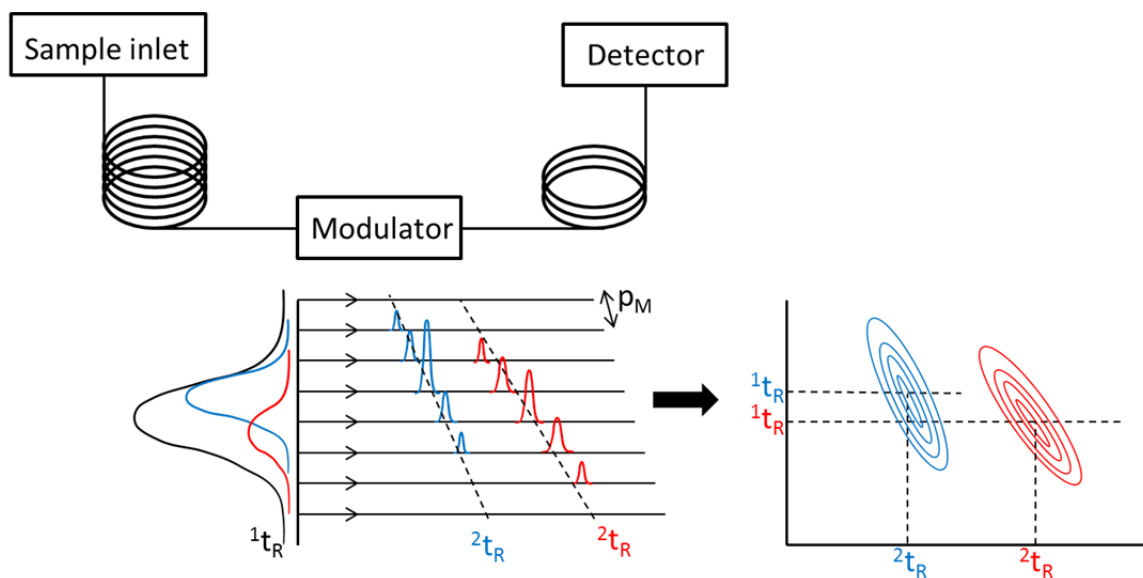 Sample inlet
Detector
Modulator
pM
¹tR
²tR
²tR
¹tR
¹tR
²tR
²tR